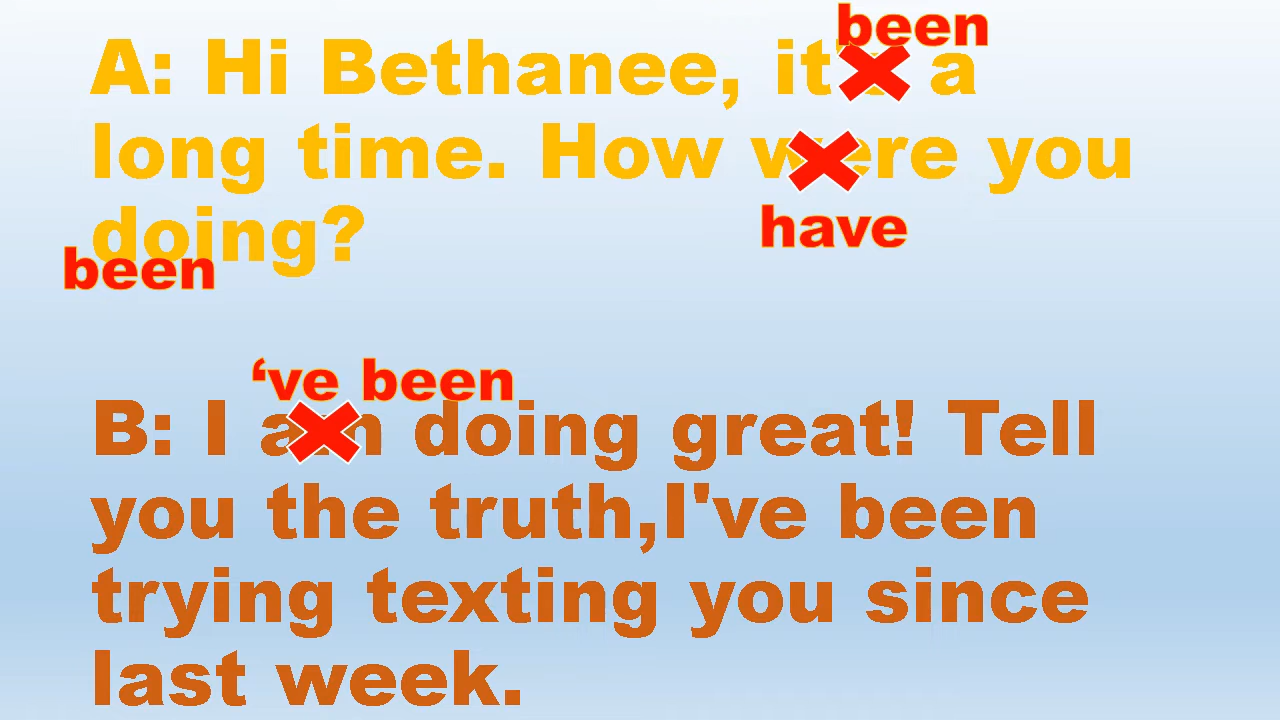 been
A: Hi Bethanee, it's a
long time. How were you
have
doing?
been
've been
B: I am doing great! Tell
you the truth,I've been
trying texting you since
last week.